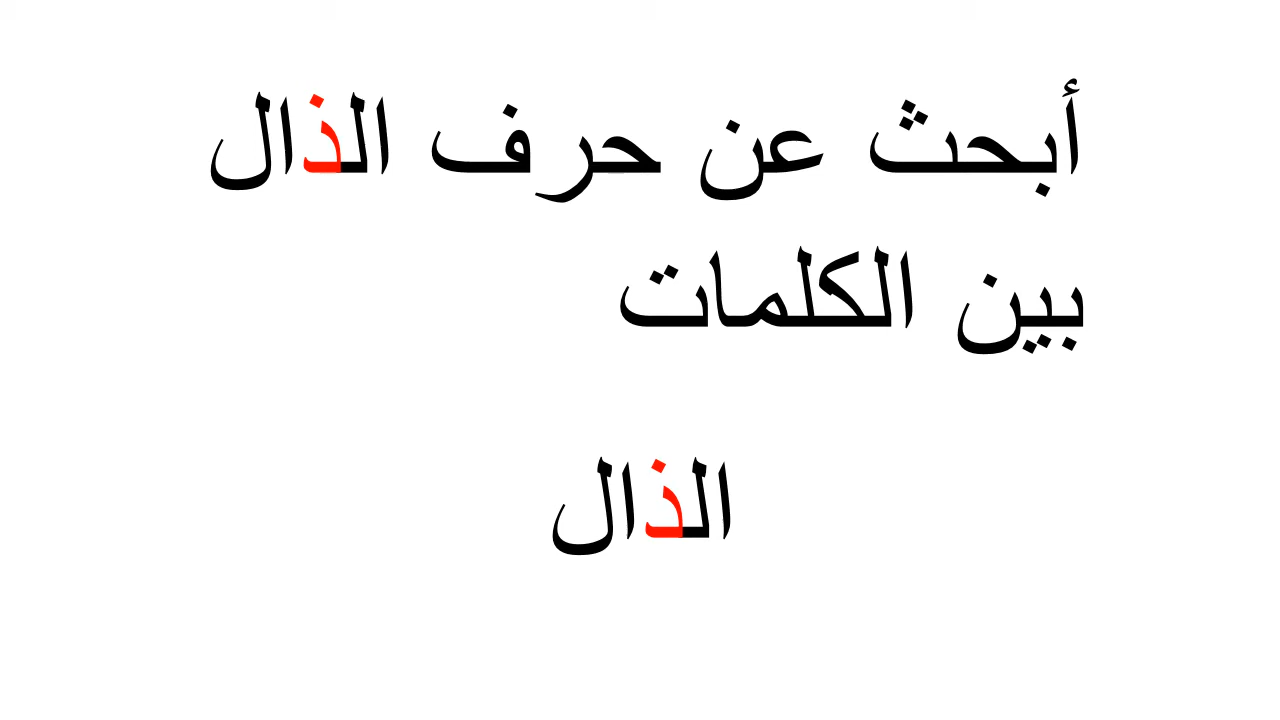 أبحث عن حرف الذال
بين الكلمات
الذال